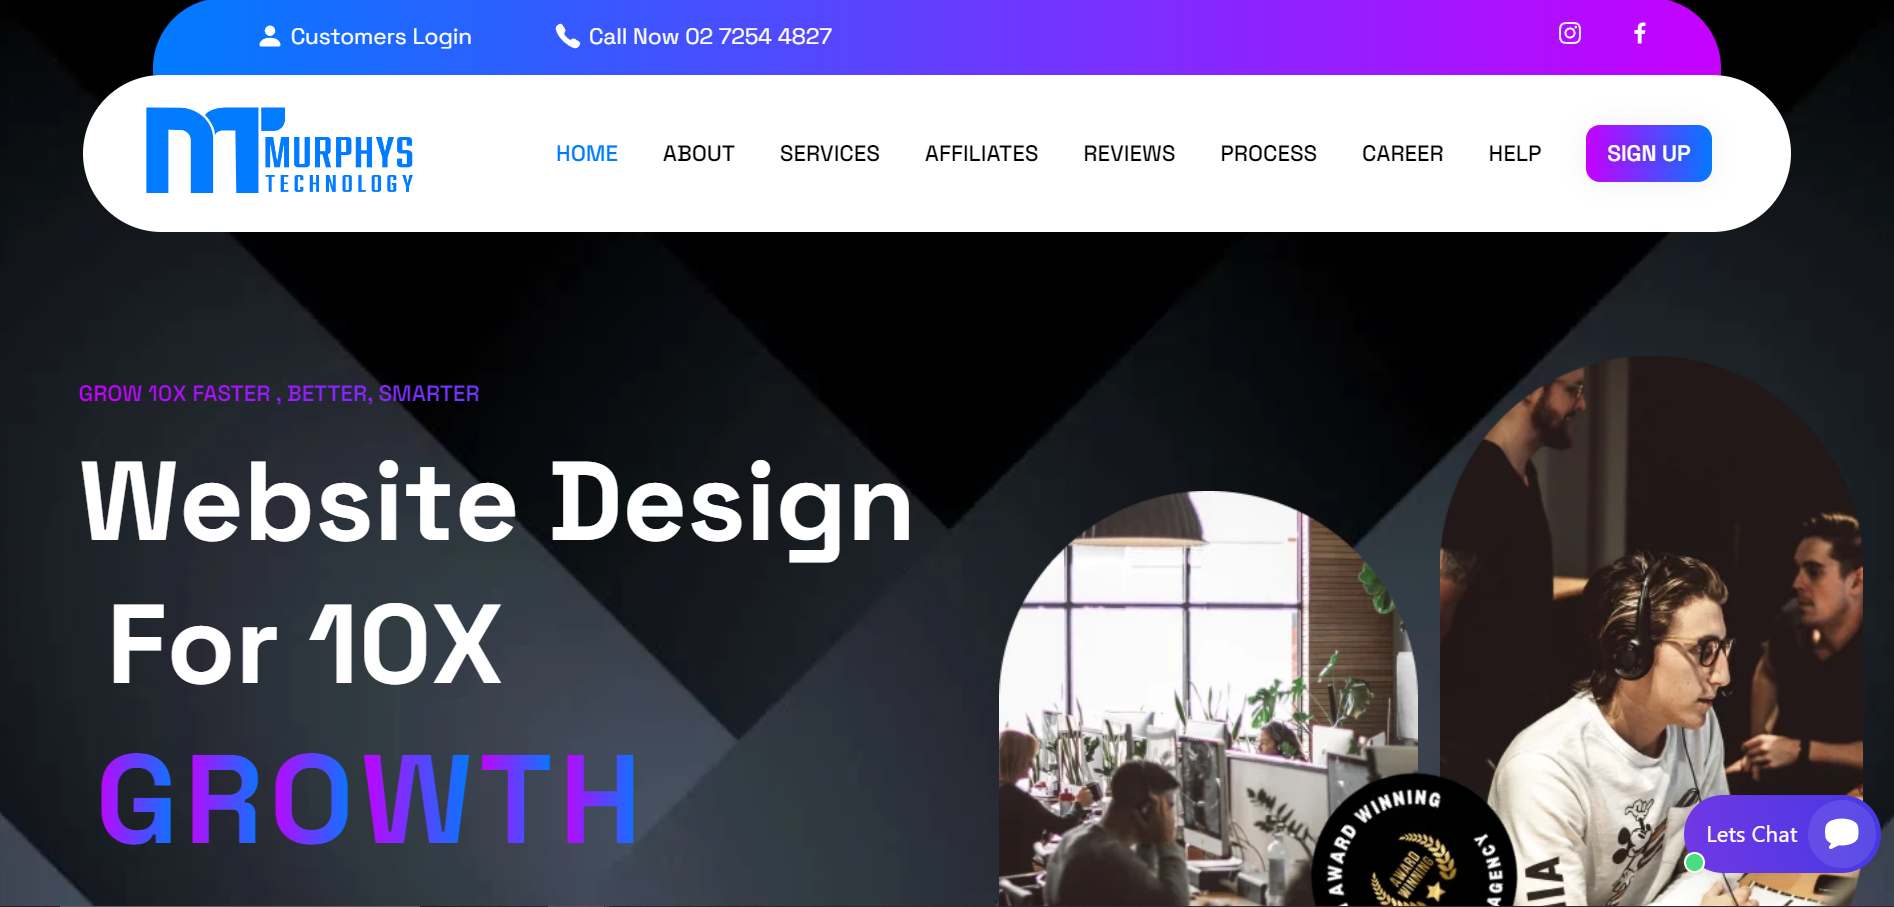 Customers Login
Call Now 02 7254 4827
MT MURPHYS
TECHNOLOGY
HOME ABOUT SERVICES AFFILIATES REVIEWS PROCESS CAREER HELP SIGN UP
GROW 10X FASTER , BETTER, SMARTER
Website Design
For 10X
GROWTH
AWARD WINNING
AGENCY
AWARD
WINNING
Lets Chat